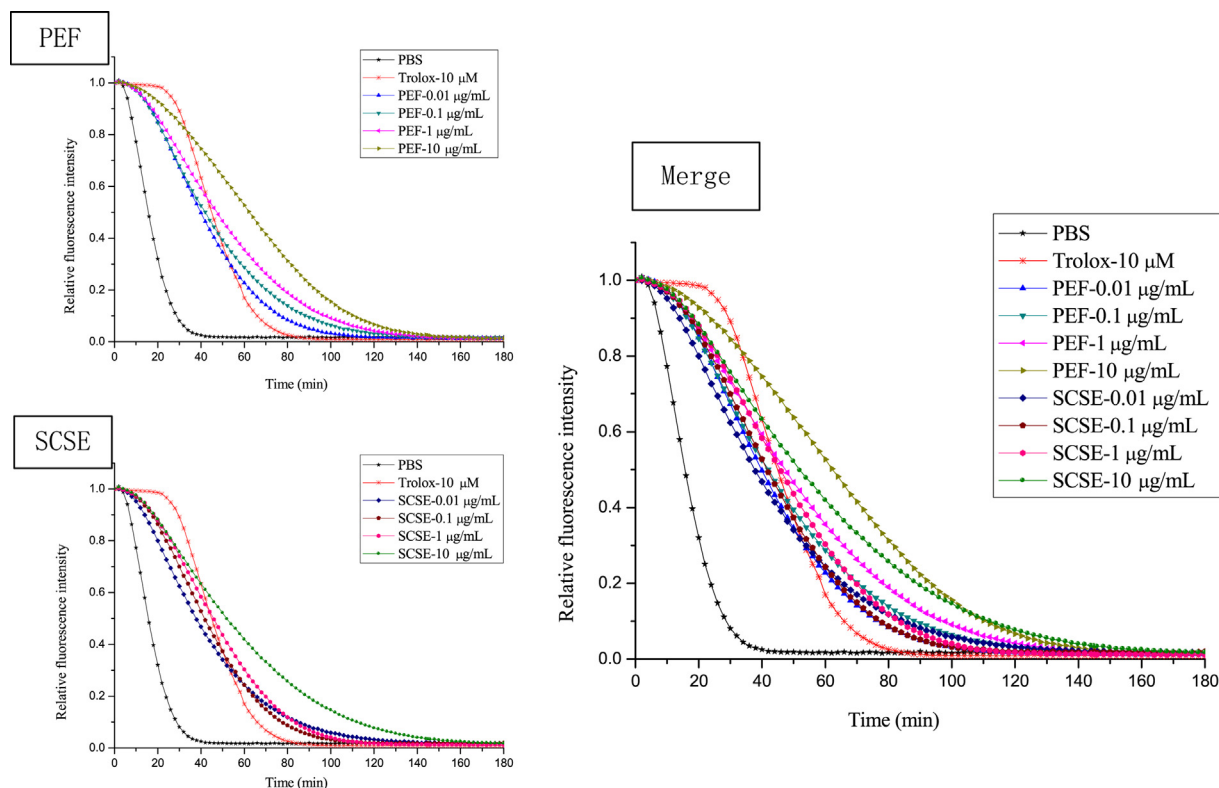 PEF
PBS
Trolox-10 μM
PEF-0.01 μg/mL
PEF-0.1 μg/mL
PEF-1 μg/mL
PEF-10 μg/mL
Relative fluorescence intensity
1.0
0.8
0.6
0.4
0.2
0.0
0 20 40 60 80 100 120 140 160 180
Time (min)
SCSE
PBS
Trolox-10 μM
SCSE-0.01 μg/mL
SCSE-0.1 μg/mL
SCSE-1 μg/mL
SCSE-10 μg/mL
Relative fluorescence intensity
1.0
0.8
0.6
0.4
0.2
0.0
0 20 40 60 80 100 120 140 160 180
Time (min)
Merge
PBS
Trolox-10 μM
PEF-0.01 μg/mL
PEF-0.1 μg/mL
PEF-1 μg/mL
PEF-10 μg/mL
SCSE-0.01 μg/mL
SCSE-0.1 μg/mL
SCSE-1 μg/mL
SCSE-10 μg/mL
Relative fluorescence intensity
1.0
0.8
0.6
0.4
0.2
0.0
0 20 40 60 80 100 120 140 160 180
Time (min)